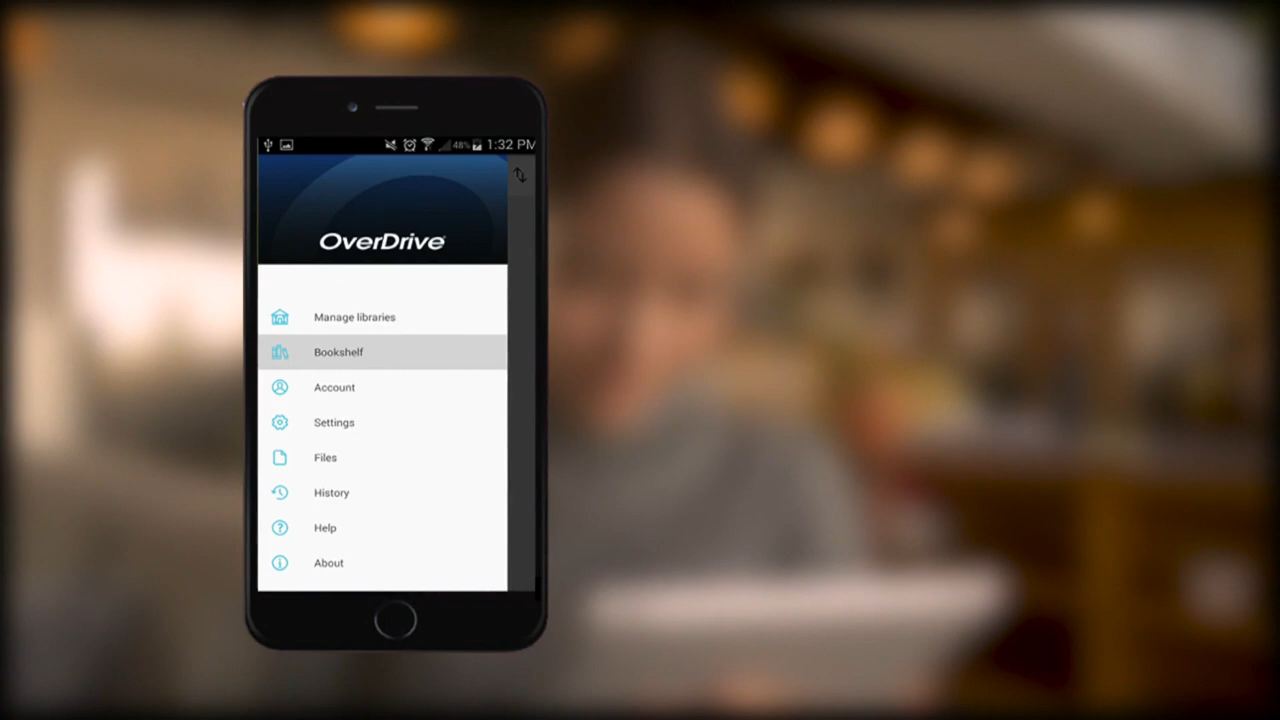 48% 1:32 PM
OverDrive
Manage libraries
Bookshelf
Account
Settings
Files
History
Help
About